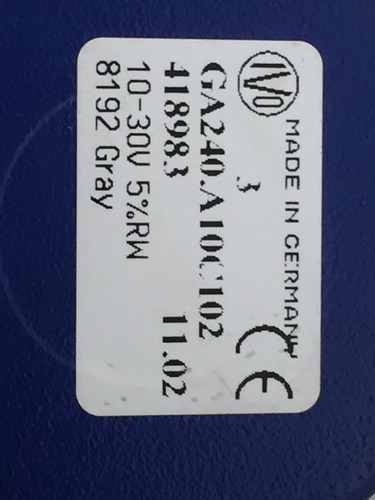 IVO MADE IN GERMANY
3
CE
GA240.A10C102
418983 11.02
10-30V 5%RW
8192 Gray